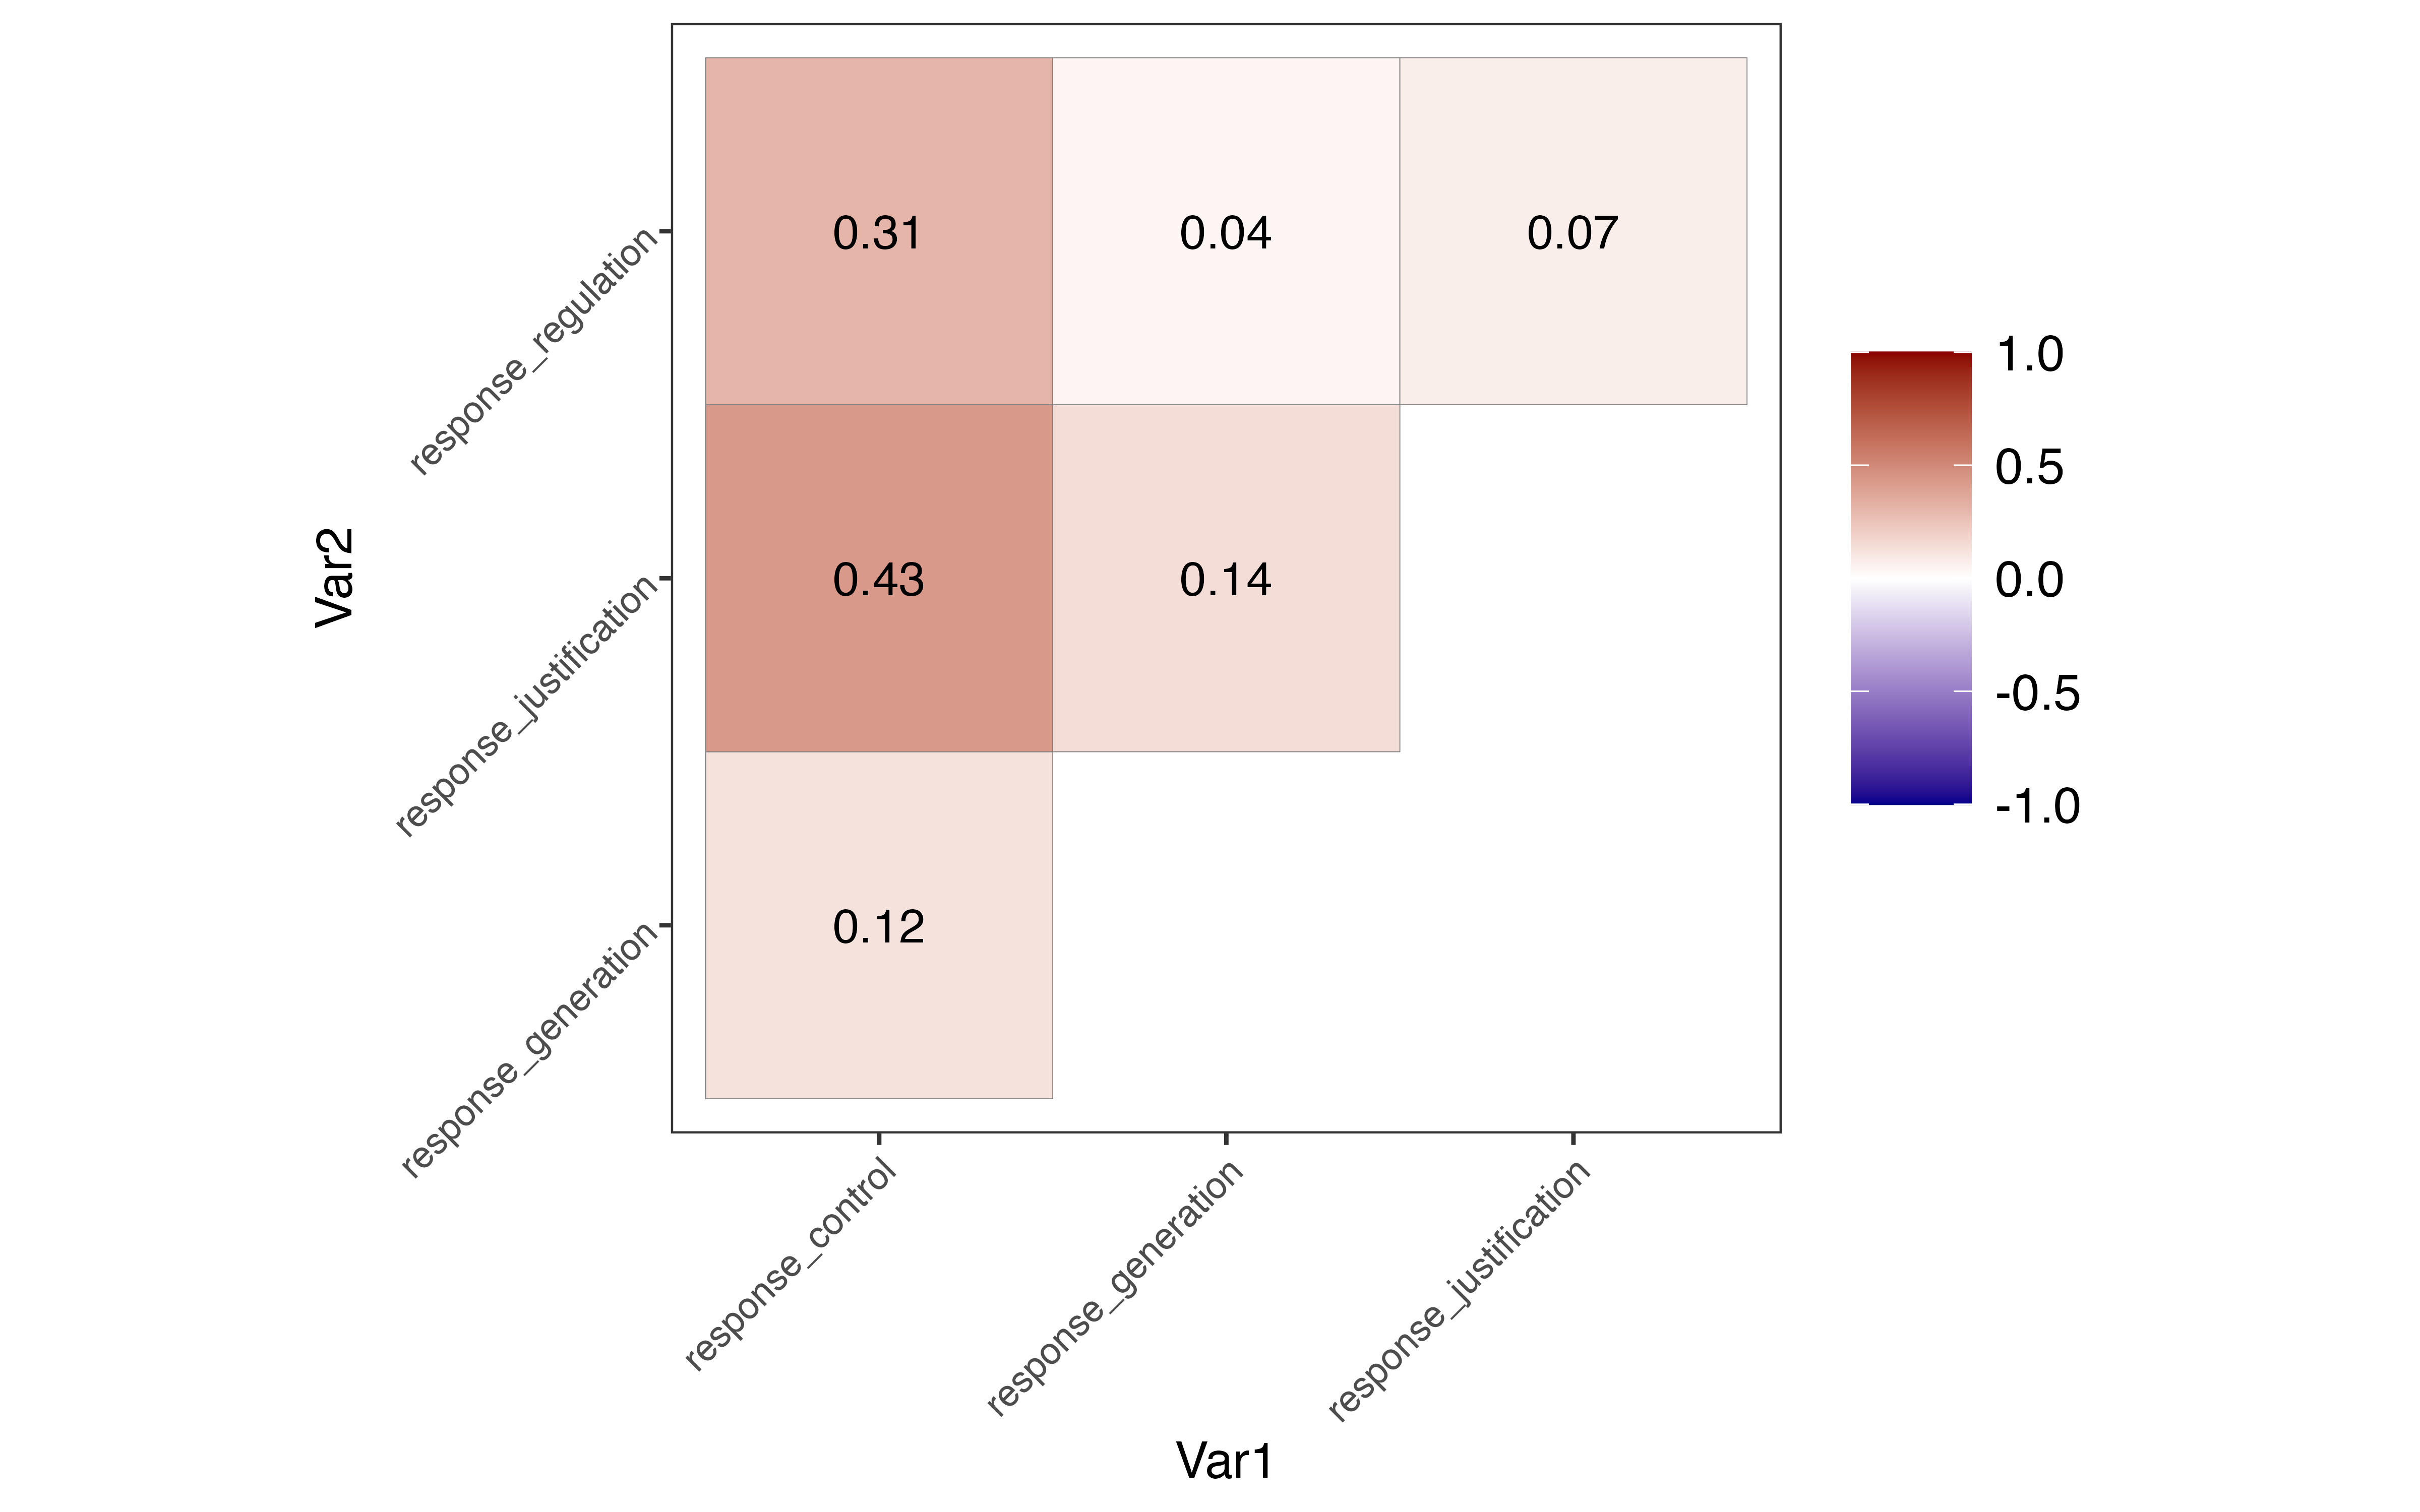 Var2
response_regulation
response_justification
response_generation
0.31 0.04 0.07
0.43 0.14
0.12
response_control
response_generation
response_justification
Var1
1.0
0.5
0.0
-0.5
-1.0